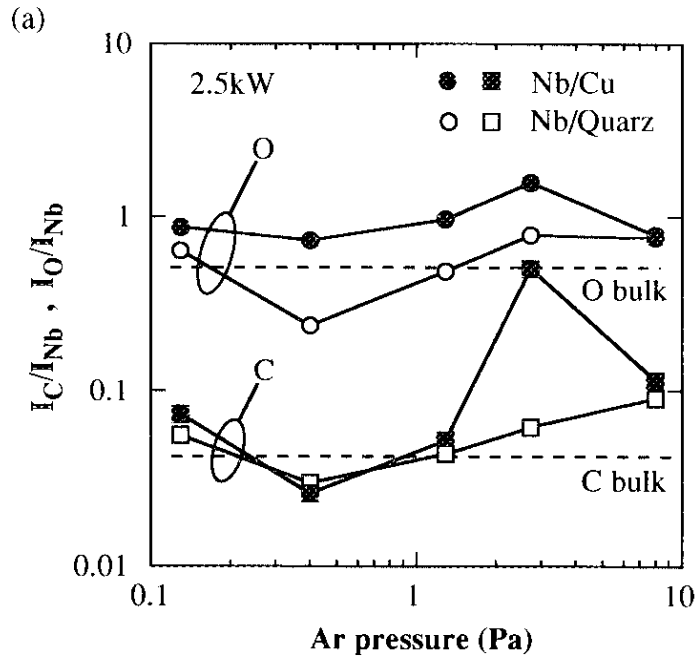 (a)
10
2.5kW
Nb/Cu
Nb/Quarz
O
1
O bulk
I_C/I_Nb , I_O/I_Nb
0.1
C
C bulk
0.01
0.1
1
10
Ar pressure (Pa)